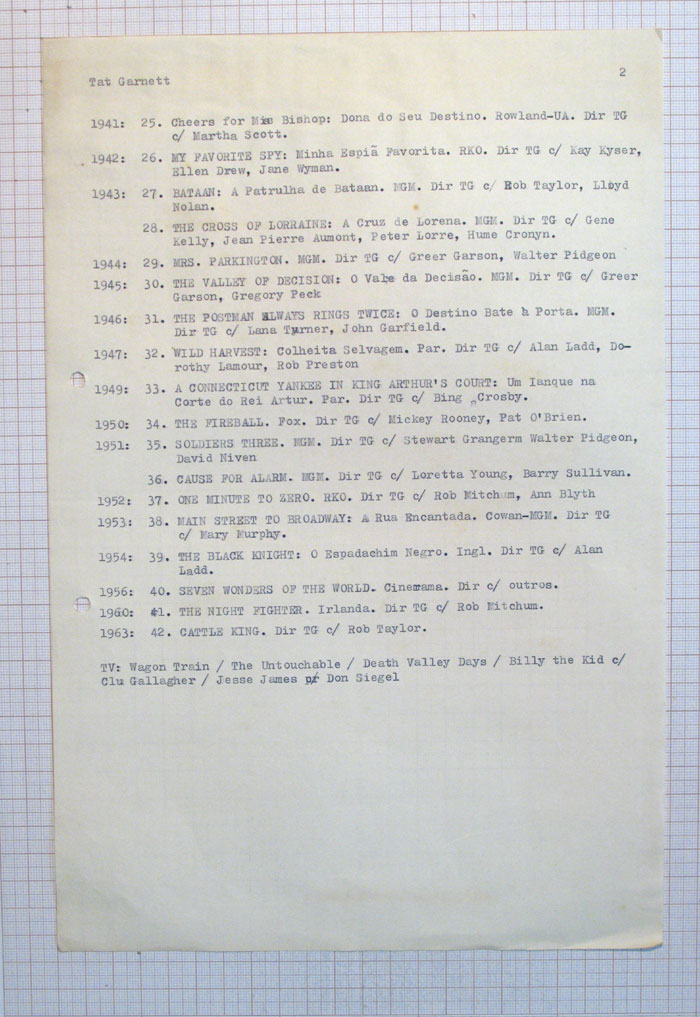 Tat Garnett
2
1941: 25. Cheers for Mis Bishop: Dona do Seu Destino. Rowland-UA. Dir TG
c/ Martha Scott.
1942: 26. MY FAVORITE SPY: Minha Espiã Favorita. RKO. Dir TG c/ Kay Kyser,
Ellen Drew, Jane Wyman.
1943: 27. BATAAN: A Patrulha de Bataan. MGM. Dir TG c/ Rob Taylor, Lloyd
Nolan.
28. THE CROSS OF LORRAINE: A Cruz de Lorena. MGM. Dir TG c/ Gene
Kelly, Jean Pierre Aumont, Peter Lorre, Hume Cronyn.
1944: 29. MRS. PARKINGTON. MGM. Dir TG c/ Greer Garson, Walter Pidgeon
1945: 30. THE VALLEY OF DECISION: O Vale da Decisão. MGM. Dir TG c/ Greer
Garson, Gregory Peck
1946: 31. THE POSTMAN ALWAYS RINGS TWICE: O Destino Bate à Porta. MGM.
Dir TG c/ Lana Turner, John Garfield.
1947: 32. WILD HARVEST: Colheita Selvagem. Par. Dir TG c/ Alan Ladd, Do-
rothy Lamour, Rob Preston
1949: 33. A CONNECTICUT YANKEE IN KING ARTHUR'S COURT: Um Ianque na
Corte do Rei Artur. Par. Dir TG c/ Bing Crosby.
1950: 34. THE FIREBALL. Fox. Dir TG c/ Mickey Rooney, Pat O'Brien.
1951: 35. SOLDIERS THREE. MGM. Dir TG c/ Stewart Grangerm Walter Pidgeon,
David Niven
36. CAUSE FOR ALARM. MGM. Dir TG c/ Loretta Young, Barry Sullivan.
1952: 37. ONE MINUTE TO ZERO. RKO. Dir TG c/ Rob Mitchum, Ann Blyth
1953: 38. MAIN STREET TO BROADWAY: A Rua Encantada. Cowan-MGM. Dir TG
c/ Mary Murphy.
1954: 39. THE BLACK KNIGHT: O Espadachim Negro. Ingl. Dir TG c/ Alan
Ladd.
1956: 40. SEVEN WONDERS OF THE WORLD. Cinerama. Dir c/ outros.
1960: 41. THE NIGHT FIGHTER. Irlanda. Dir TG c/ Rob Mitchum.
1963: 42. CATTLE KING. Dir TG c/ Rob Taylor.
TV: Wagon Train / The Untouchable / Death Valley Days / Billy the Kid c/
Clu Gallagher / Jesse James p/ Don Siegel